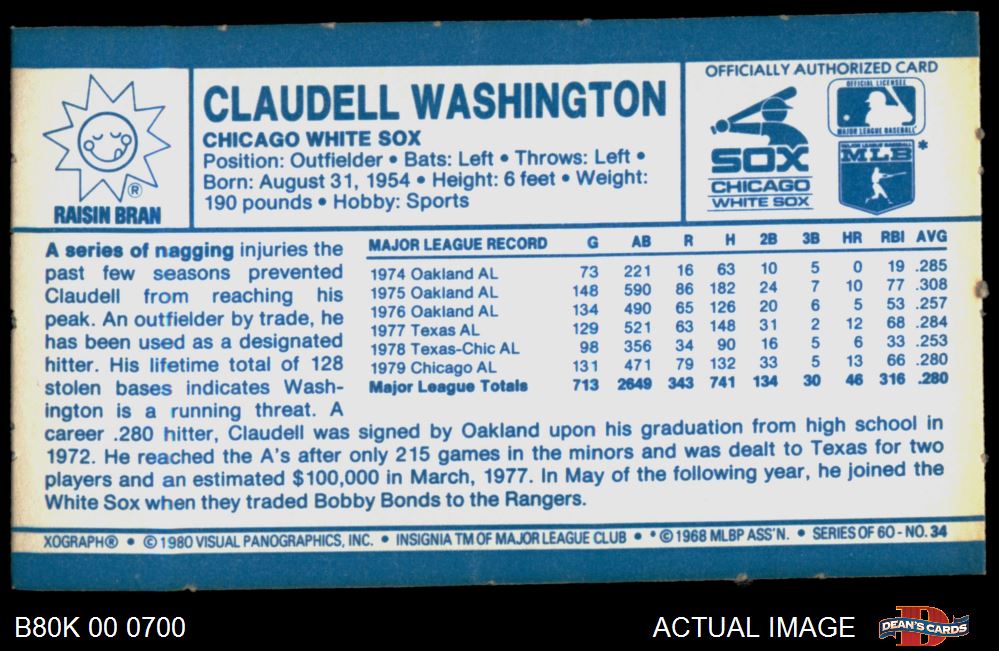 OFFICIALLY AUTHORIZED CARD
OFFICIAL LICENSEE
MAJOR LEAGUE BASEBALL
CLAUDELL WASHINGTON
CHICAGO WHITE SOX
Position: Outfielder • Bats: Left • Throws: Left •
Born: August 31, 1954 • Height: 6 feet • Weight:
190 pounds • Hobby: Sports
®
RAISIN BRAN
SOX
CHICAGO
WHITE SOX
MAJOR LEAGUE BASEBALL
MLB*
A series of nagging injuries the
past few seasons prevented
Claudell from reaching his
peak. An outfielder by trade, he
has been used as a designated
hitter. His lifetime total of 128
stolen bases indicates Wash-
ington is a running threat. A
career .280 hitter, Claudell was signed by Oakland upon his graduation from high school in
1972. He reached the A's after only 215 games in the minors and was dealt to Texas for two
players and an estimated $100,000 in March, 1977. In May of the following year, he joined the
White Sox when they traded Bobby Bonds to the Rangers.
MAJOR LEAGUE RECORD G AB R H 2B 3B HR RBI AVG
1974 Oakland AL 73 221 16 63 10 5 0 19 .285
1975 Oakland AL 148 590 86 182 24 7 10 77 .308
1976 Oakland AL 134 490 65 126 20 6 5 53 .257
1977 Texas AL 129 521 63 148 31 2 12 68 .284
1978 Texas-Chic AL 98 356 34 90 16 5 6 33 .253
1979 Chicago AL 131 471 79 132 33 5 13 66 .280
Major League Totals 713 2649 343 741 134 30 46 316 .280
XOGRAPH® • ©1980 VISUAL PANOGRAPHICS, INC. • INSIGNIA TM OF MAJOR LEAGUE CLUB • *©1968 MLBP ASS'N. • SERIES OF 60 - NO. 34
B80K 00 0700
ACTUAL IMAGE
D
DEAN'S CARDS